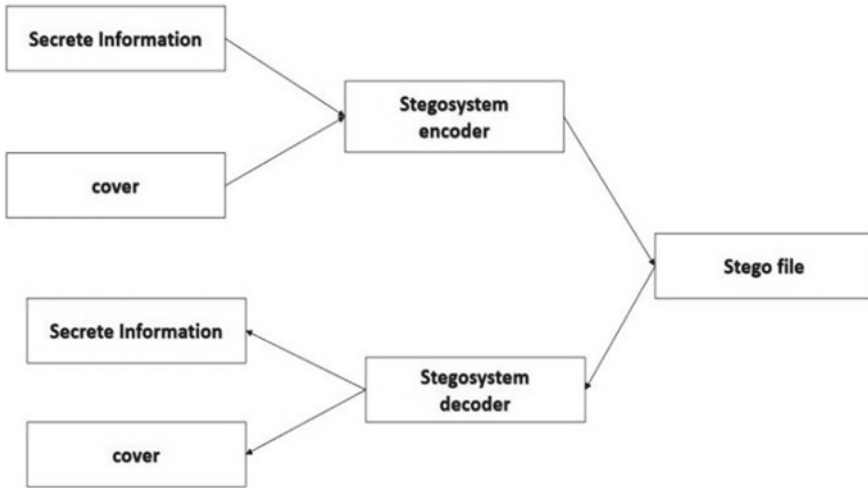 Secrete Information
Stegosystem
encoder
cover
Stego file
Secrete Information
Stegosystem
decoder
cover